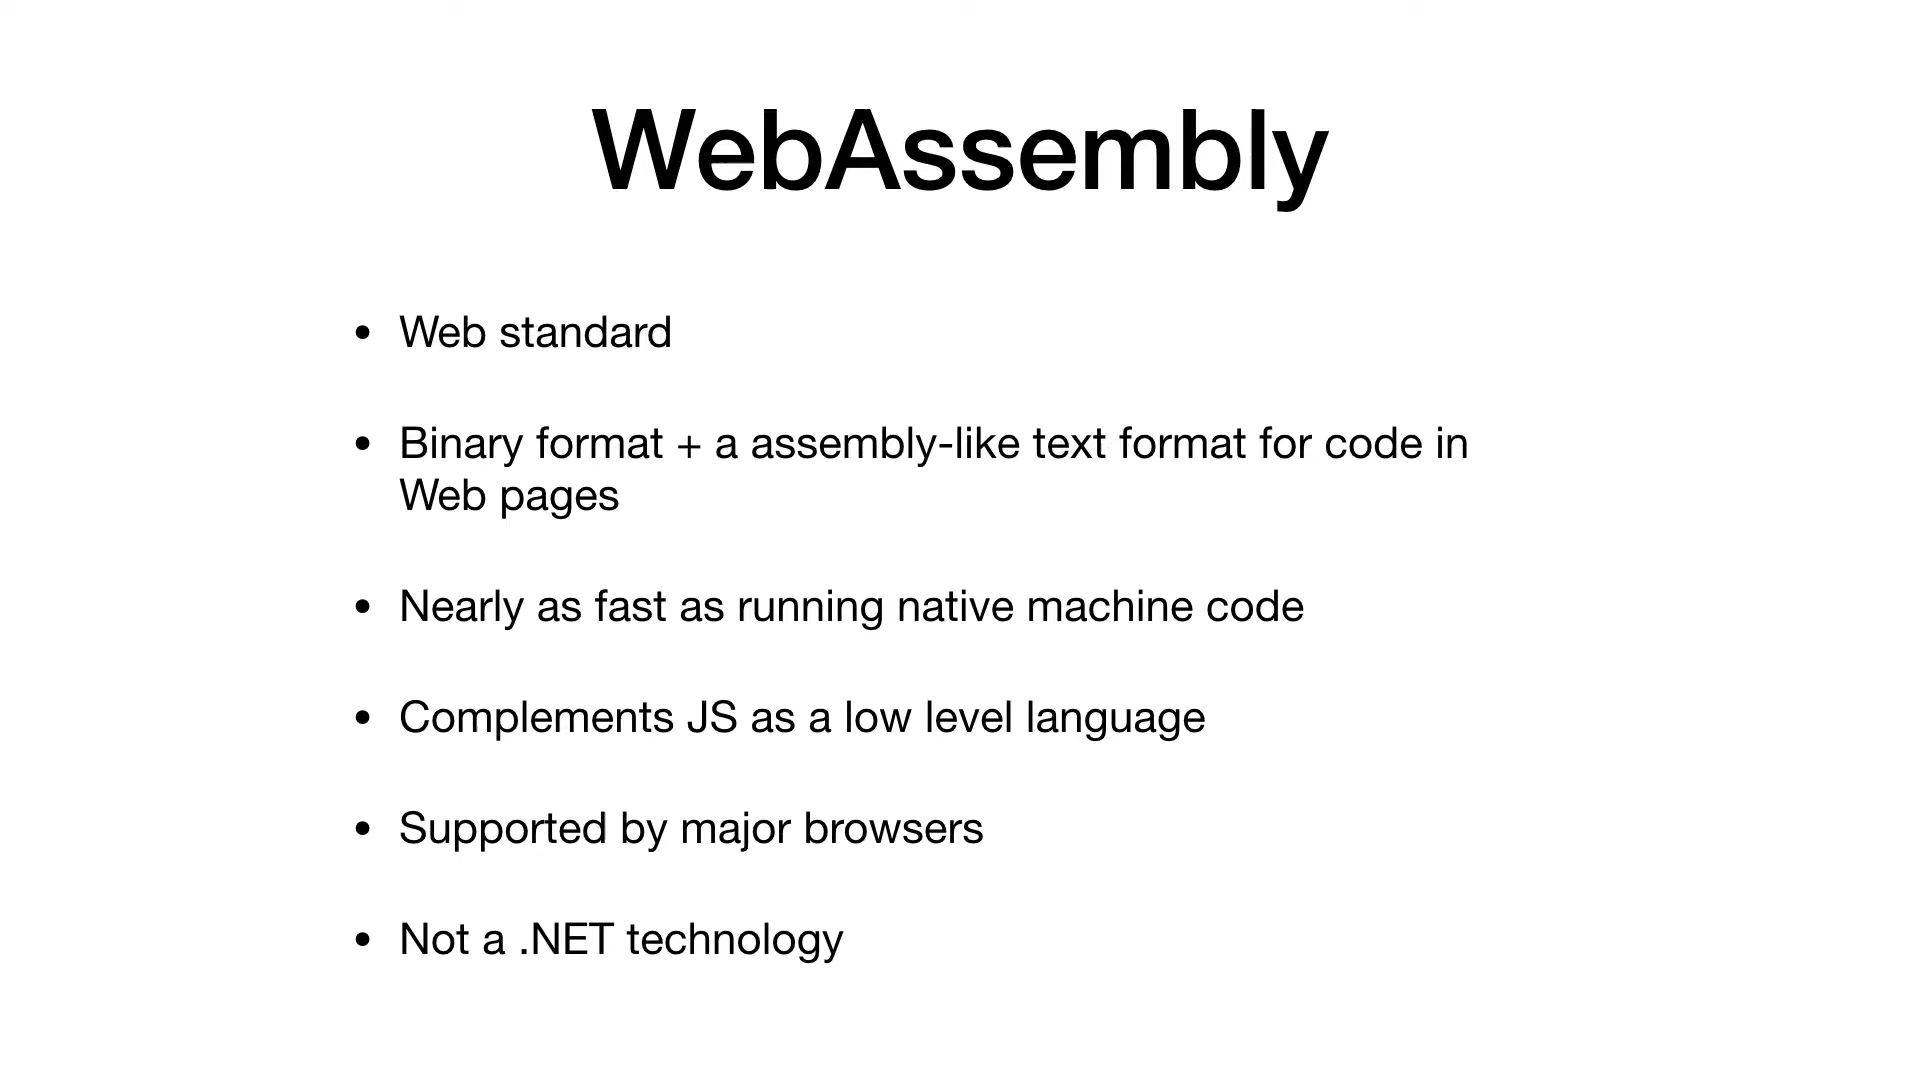 WebAssembly
• Web standard
• Binary format + a assembly-like text format for code in
Web pages
• Nearly as fast as running native machine code
• Complements JS as a low level language
• Supported by major browsers
• Not a .NET technology